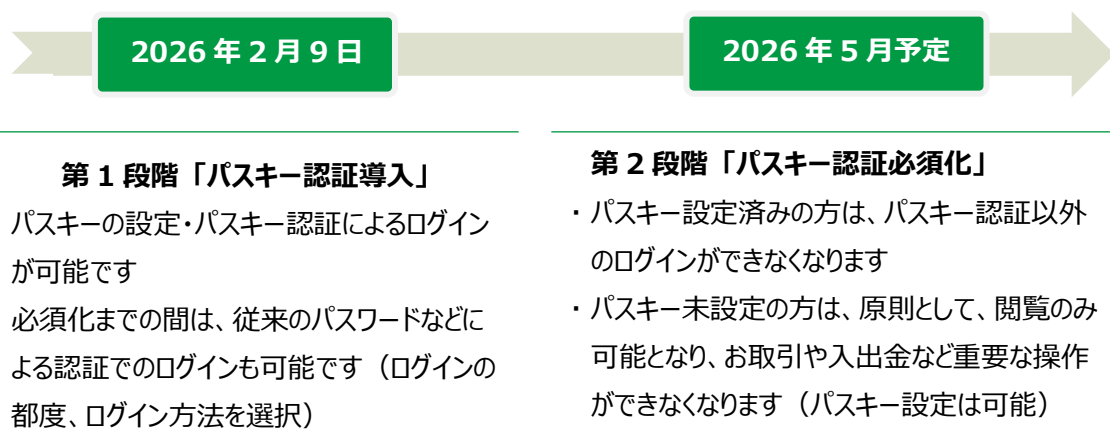 2026年2月9日
2026年5月予定
第1段階「パスキー認証導入」
パスキーの設定・パスキー認証によるログイン
が可能です
必須化までの間は、従来のパスワードなどに
よる認証でのログインも可能です（ログインの
都度、ログイン方法を選択）
第2段階「パスキー認証必須化」
・パスキー設定済みの方は、パスキー認証以外
のログインができなくなります
・パスキー未設定の方は、原則として、閲覧のみ
可能となり、お取引や入出金など重要な操作
ができなくなります（パスキー設定は可能）